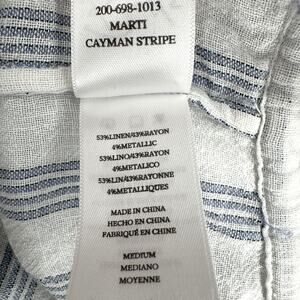 200-698-1013
MARTI
CAYMAN STRIPE
53%LINEN/43%RAYON
4%METALLIC
53%LINO/43%RAYON
4%METALICO
53%LIN/43%RAYONNE
4%METALLIQUES
MADE IN CHINA
HECHO EN CHINA
FABRIQUÉ EN CHINE
MEDIUM
MEDIANO
MOYENNE